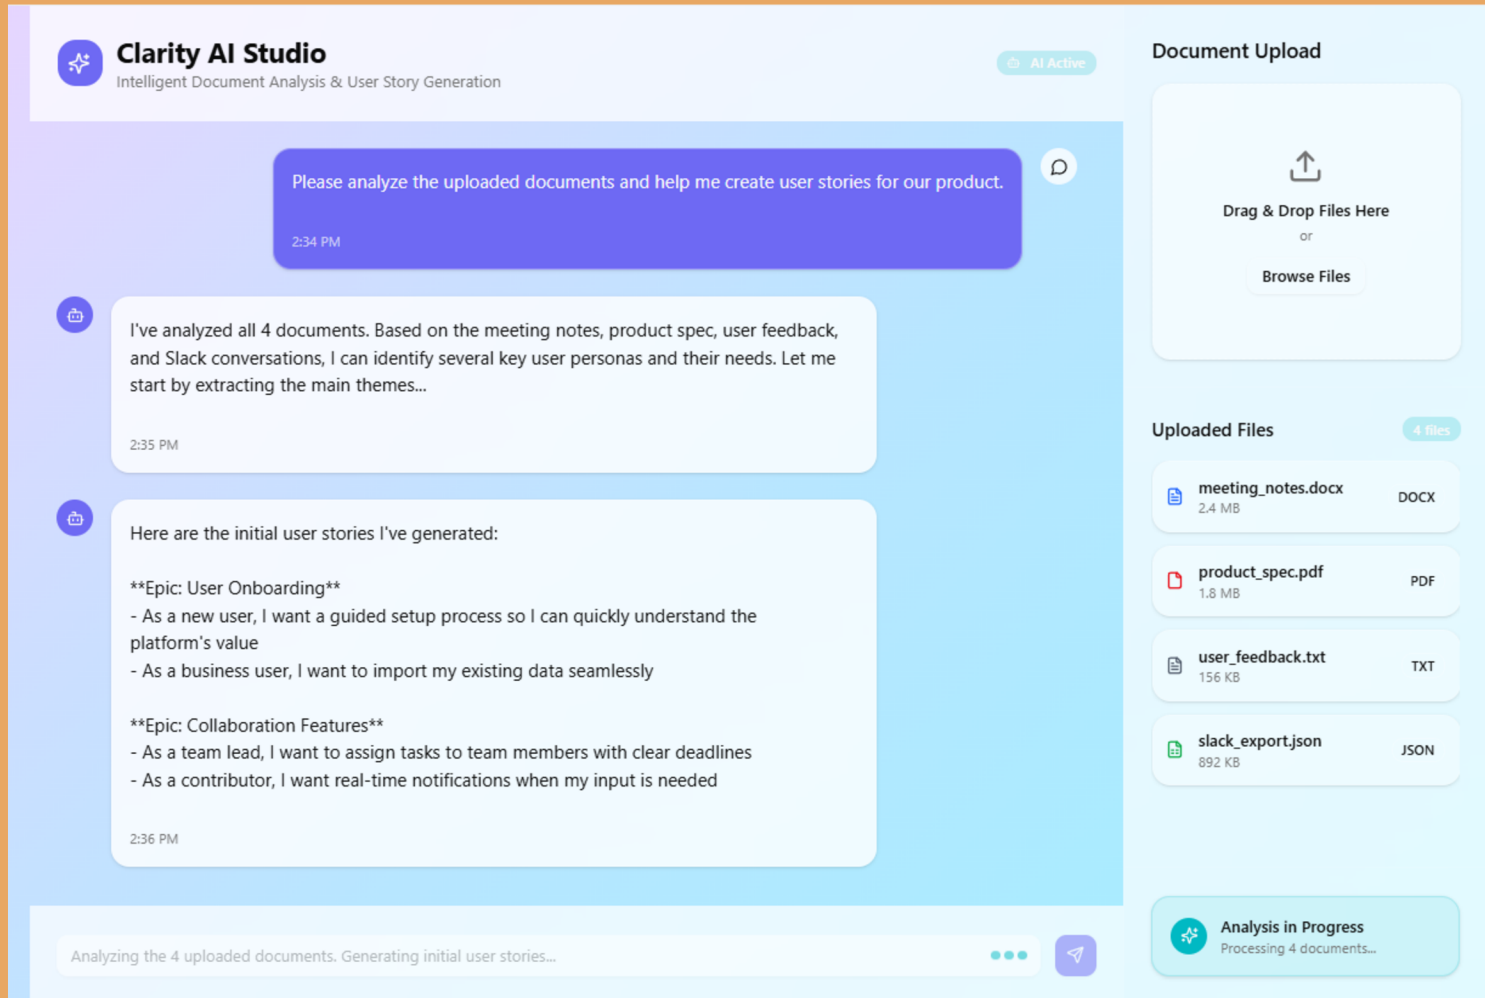 Clarity AI Studio
Intelligent Document Analysis & User Story Generation
AI Active
Please analyze the uploaded documents and help me create user stories for our product.
2:34 PM
I've analyzed all 4 documents. Based on the meeting notes, product spec, user feedback,
and Slack conversations, I can identify several key user personas and their needs. Let me
start by extracting the main themes...
2:35 PM
Here are the initial user stories I've generated:
**Epic: User Onboarding**
- As a new user, I want a guided setup process so I can quickly understand the
platform's value
- As a business user, I want to import my existing data seamlessly
**Epic: Collaboration Features**
- As a team lead, I want to assign tasks to team members with clear deadlines
- As a contributor, I want real-time notifications when my input is needed
2:36 PM
Analyzing the 4 uploaded documents. Generating initial user stories...
Document Upload
Drag & Drop Files Here
or
Browse Files
Uploaded Files
4 files
meeting_notes.docx
2.4 MB
DOCX
product_spec.pdf
1.8 MB
PDF
user_feedback.txt
156 KB
TXT
slack_export.json
892 KB
JSON
Analysis in Progress
Processing 4 documents...